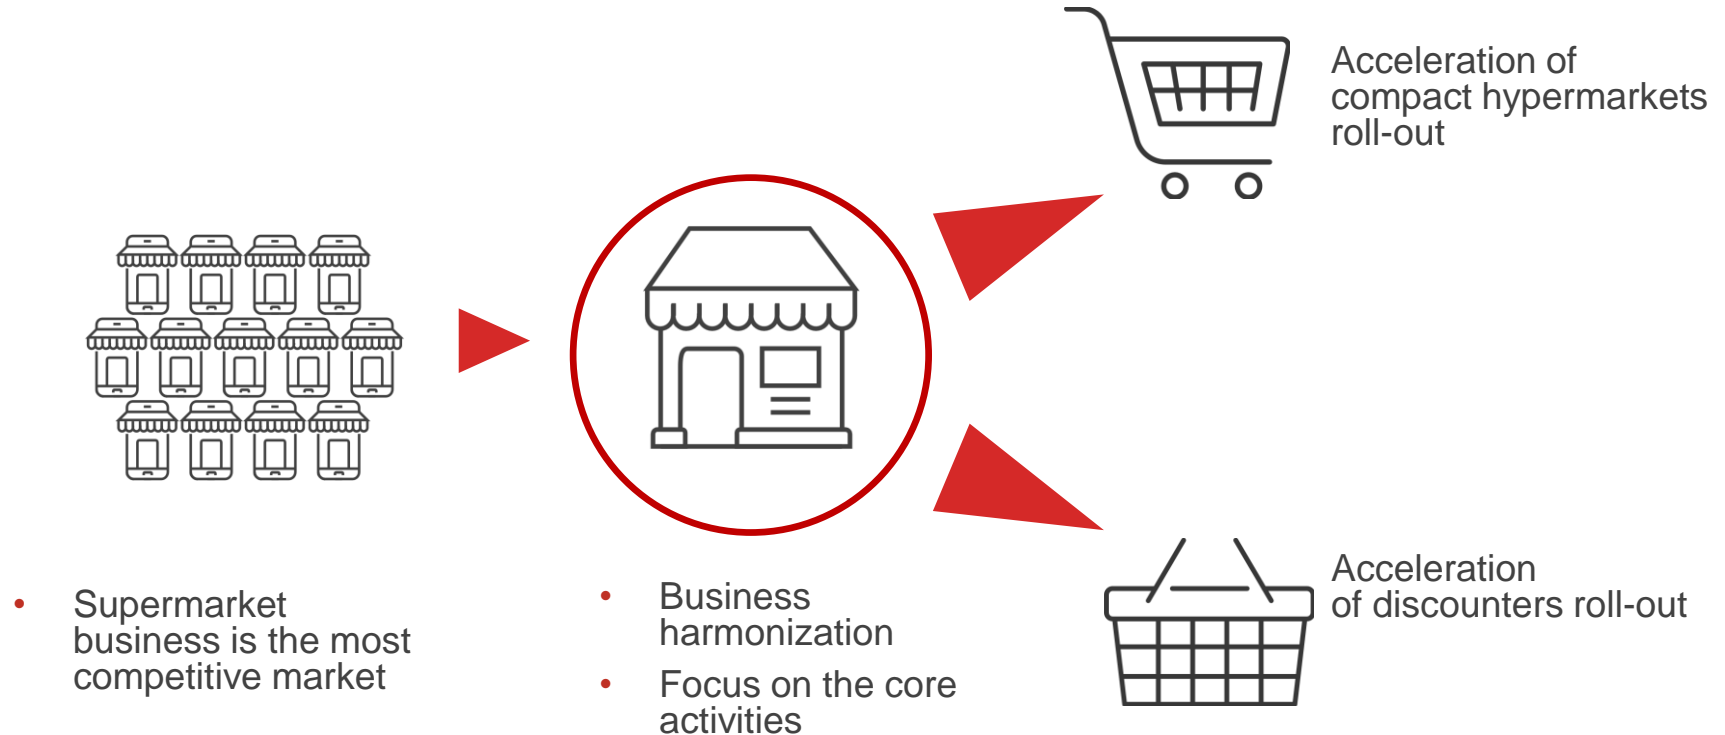 Supermarket
business is the most
competitive market
Business
harmonization
Focus on the core
activities
Acceleration of
compact hypermarkets
roll-out
Acceleration
of discounters roll-out